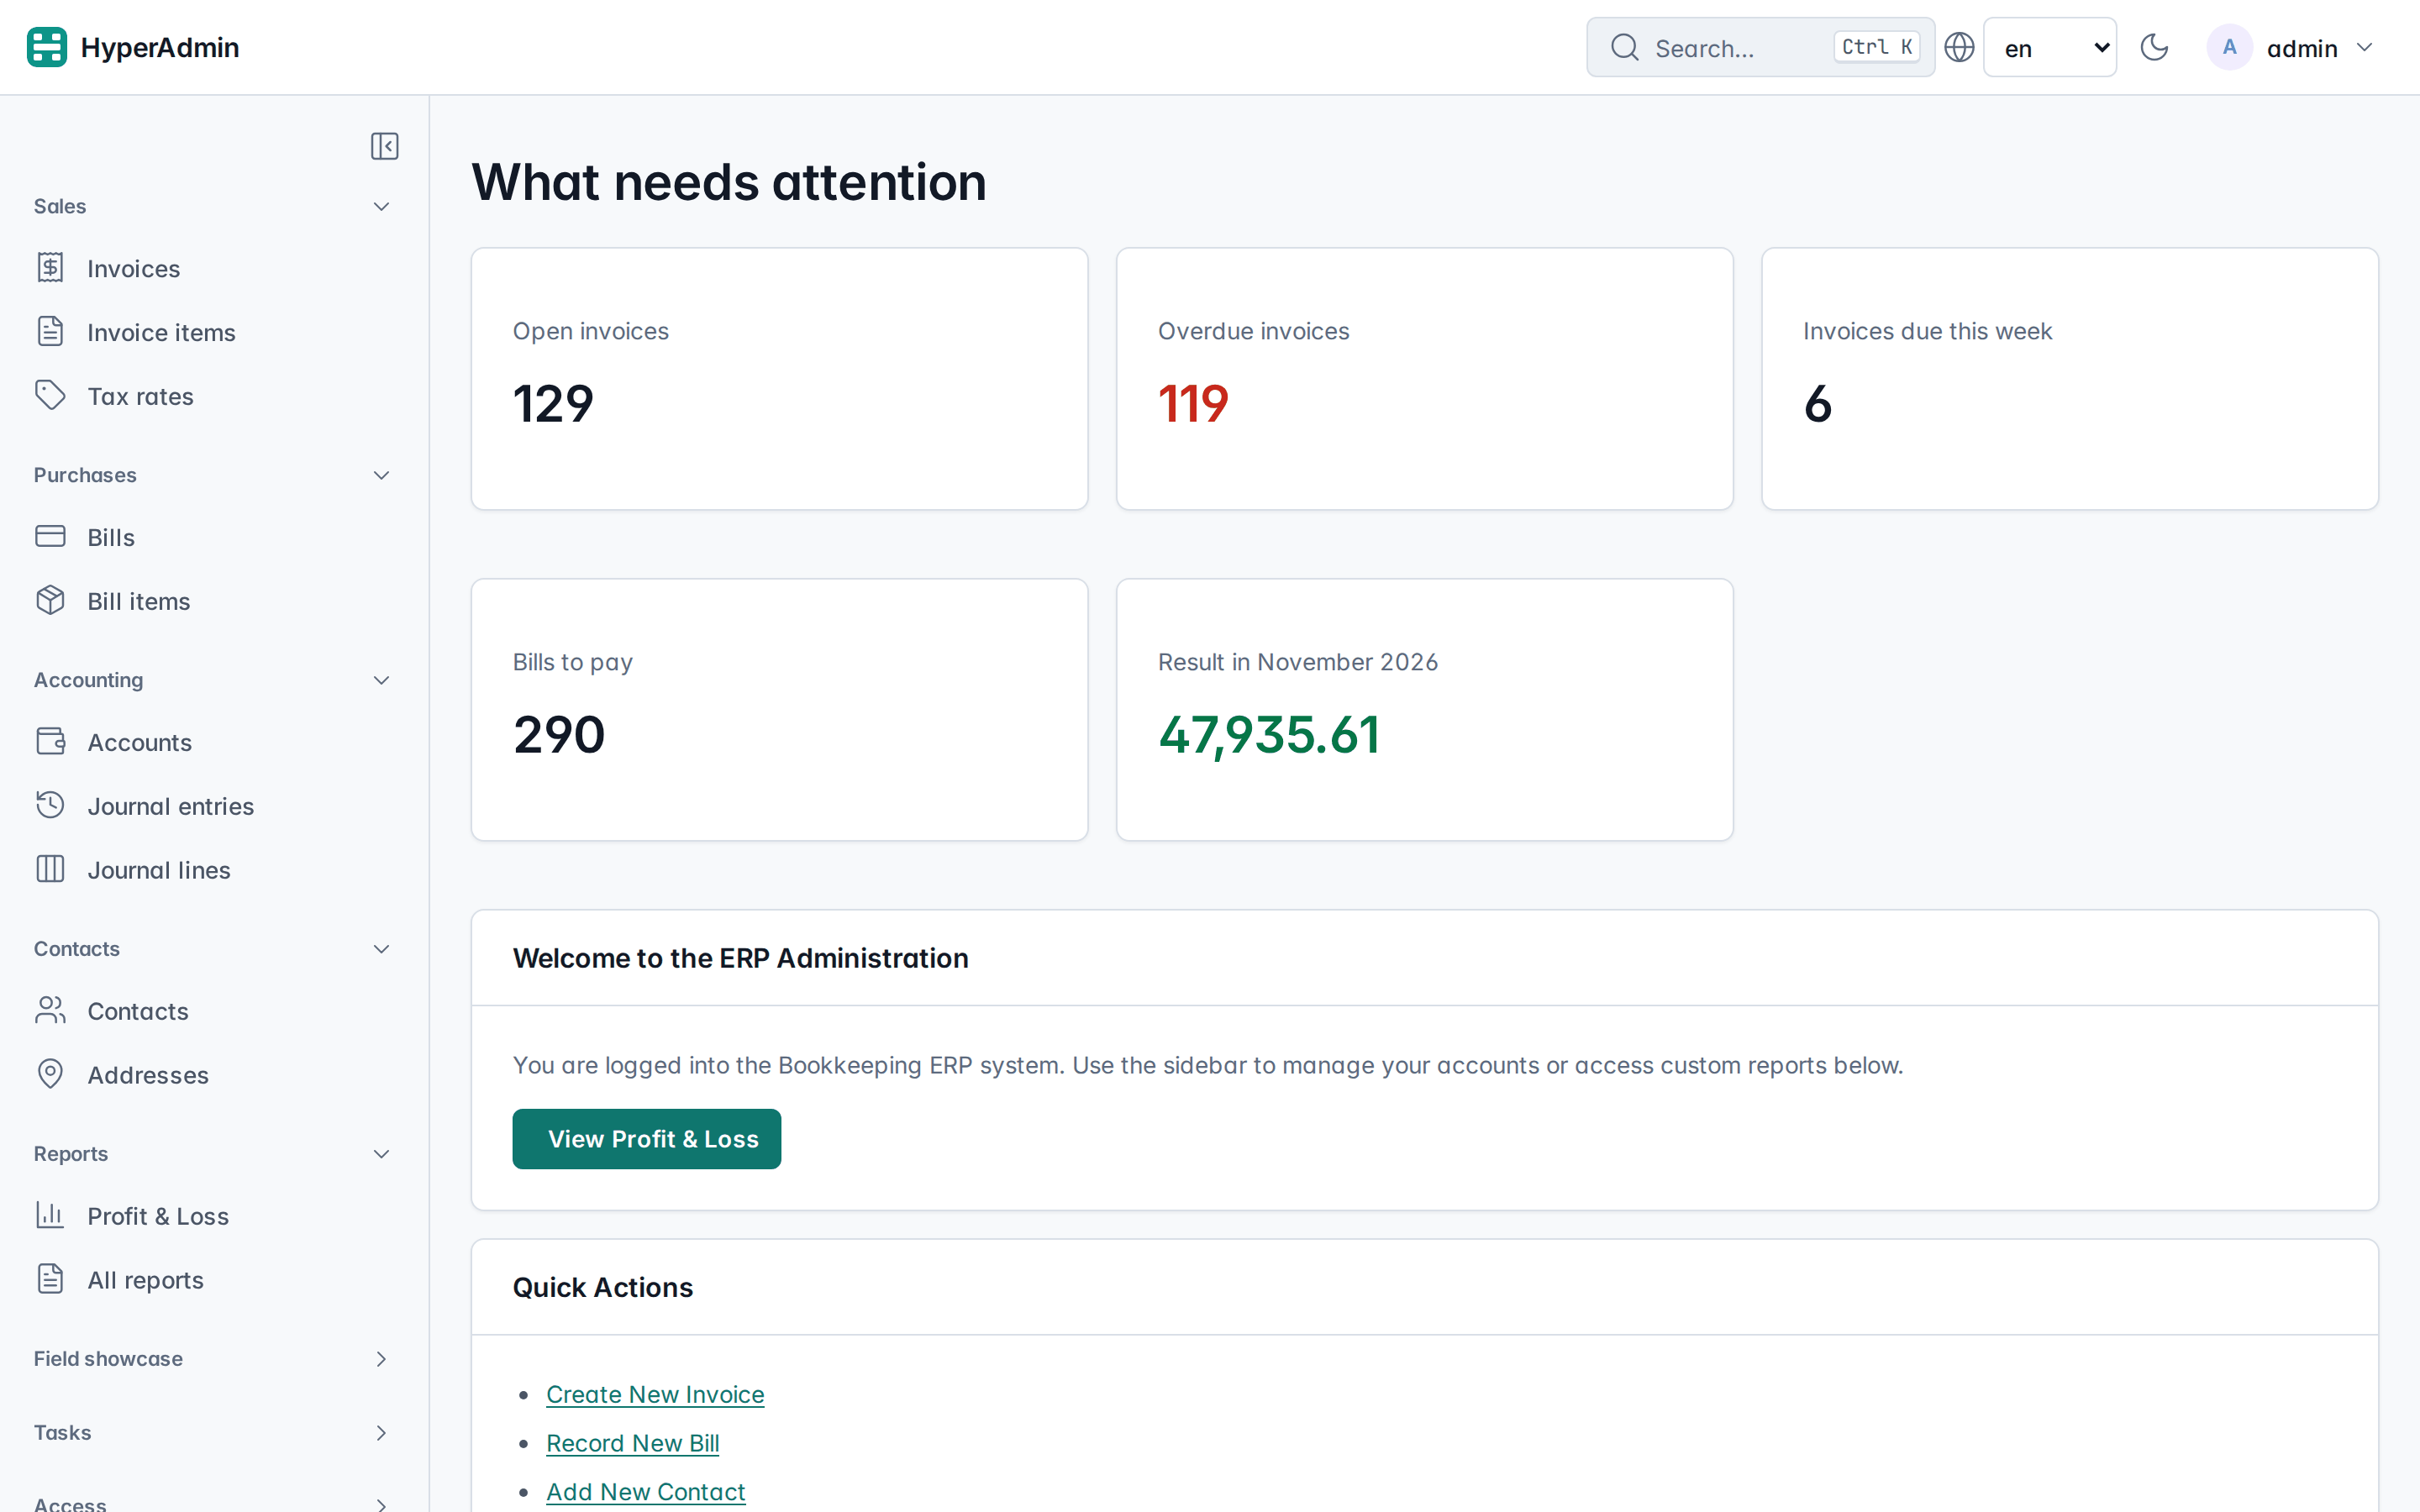 HyperAdmin
Search...
Ctrl K
en
A
admin
Sales
Invoices
Invoice items
Tax rates
Purchases
Bills
Bill items
Accounting
Accounts
Journal entries
Journal lines
Contacts
Contacts
Addresses
Reports
Profit & Loss
All reports
Field showcase
Tasks
Access
What needs attention
Open invoices
129
Overdue invoices
119
Invoices due this week
6
Bills to pay
290
Result in November 2026
47,935.61
Welcome to the ERP Administration
You are logged into the Bookkeeping ERP system. Use the sidebar to manage your accounts or access custom reports below.
View Profit & Loss
Quick Actions
Create New Invoice
Record New Bill
Add New Contact